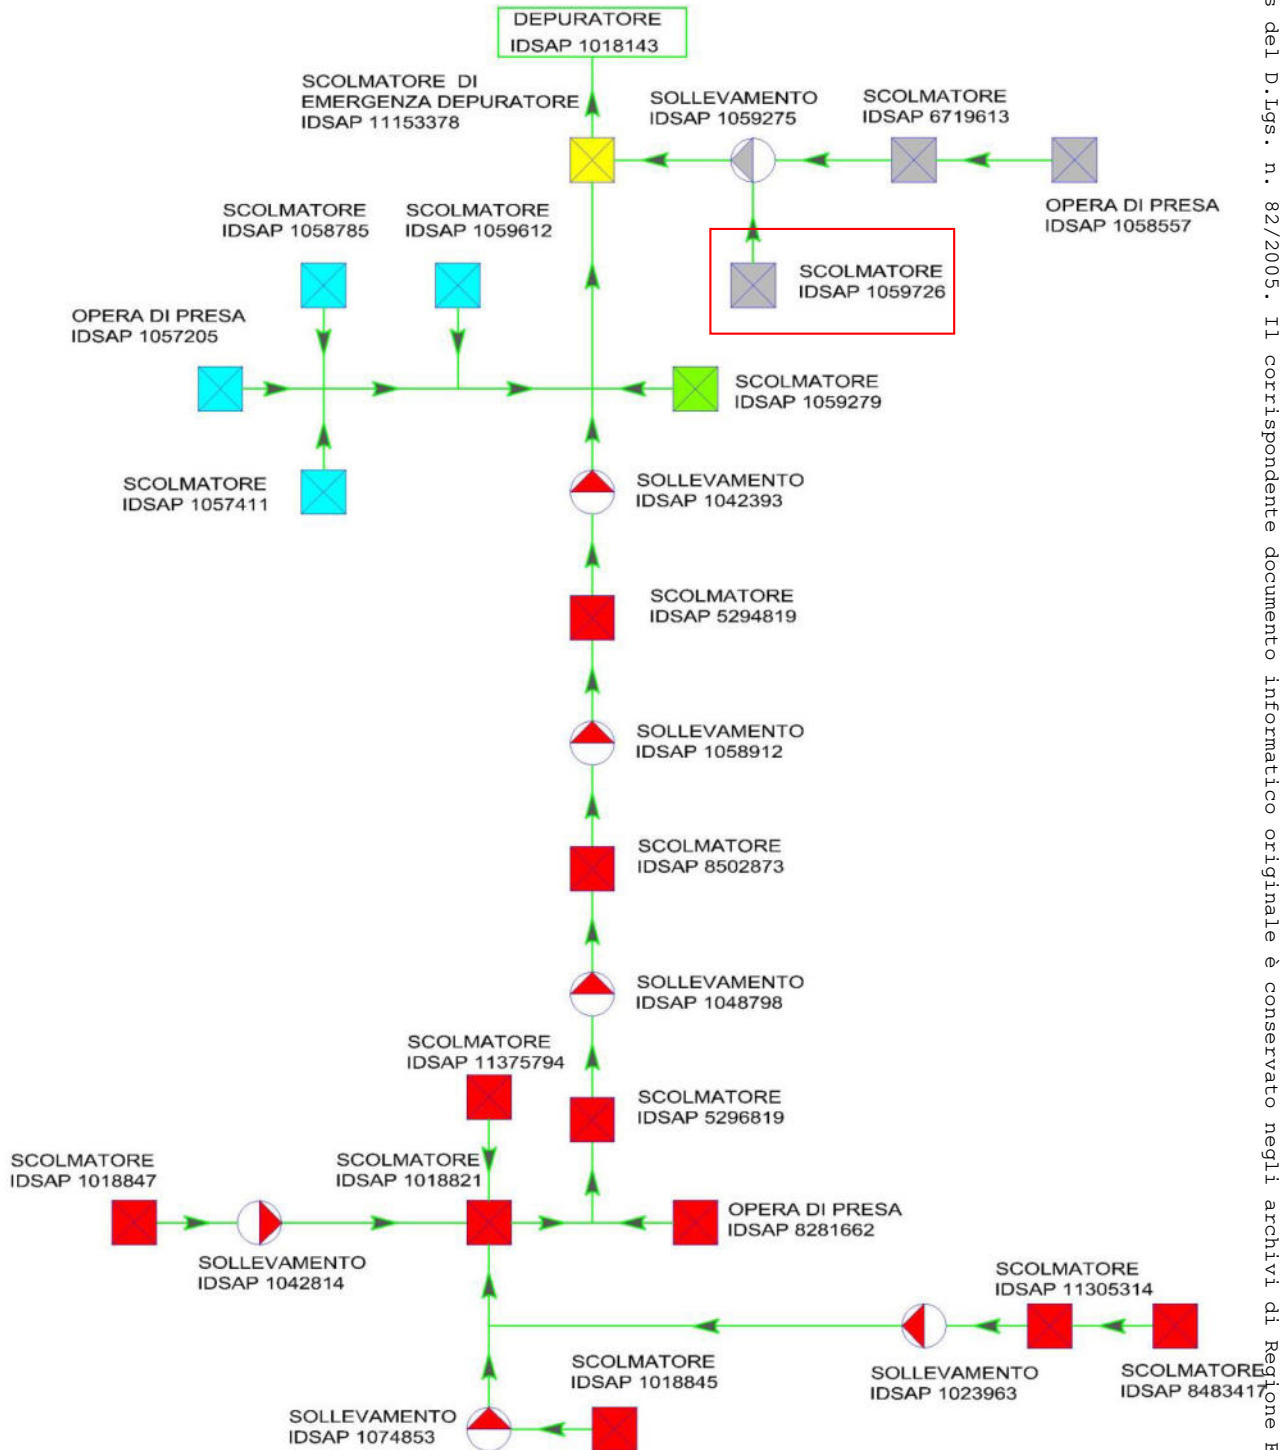 DEPURATORE
IDSAP 1018143
SCOLMATORE DI
EMERGENZA DEPURATORE
IDSAP 11153378
SOLLEVAMENTO
IDSAP 1059275
SCOLMATORE
IDSAP 6719613
OPERA DI PRESA
IDSAP 1058557
SCOLMATORE
IDSAP 1058785
SCOLMATORE
IDSAP 1059612
SCOLMATORE
IDSAP 1059726
OPERA DI PRESA
IDSAP 1057205
SCOLMATORE
IDSAP 1059279
SCOLMATORE
IDSAP 1057411
SOLLEVAMENTO
IDSAP 1042393
SCOLMATORE
IDSAP 5294819
SOLLEVAMENTO
IDSAP 1058912
SCOLMATORE
IDSAP 8502873
SOLLEVAMENTO
IDSAP 1048798
SCOLMATORE
IDSAP 11375794
SCOLMATORE
IDSAP 5296819
SCOLMATORE
IDSAP 1018847
SCOLMATORE
IDSAP 1018821
OPERA DI PRESA
IDSAP 8281662
SOLLEVAMENTO
IDSAP 1042814
SCOLMATORE
IDSAP 11305314
SCOLMATORE
IDSAP 1018845
SOLLEVAMENTO
IDSAP 1023963
SCOLMATORE
IDSAP 8483417
SOLLEVAMENTO
IDSAP 1074853
del D.Lgs. n. 82/2005. Il corrispondente documento informatico originale è conservato negli archivi di Regione